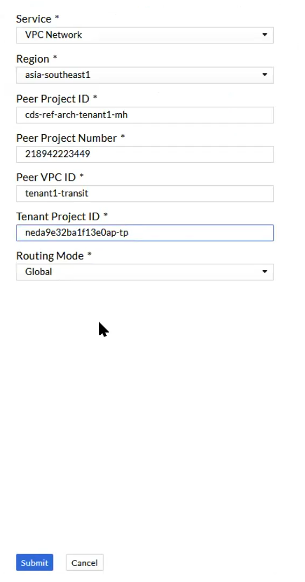 Service *
VPC Network
Region *
asia-southeast1
Peer Project ID *
cds-ref-arch-tenant1-mh
Peer Project Number *
218942223449
Peer VPC ID *
tenant1-transit
Tenant Project ID *
neda9e32ba1f13e0ap-tp
Routing Mode *
Global
Submit Cancel